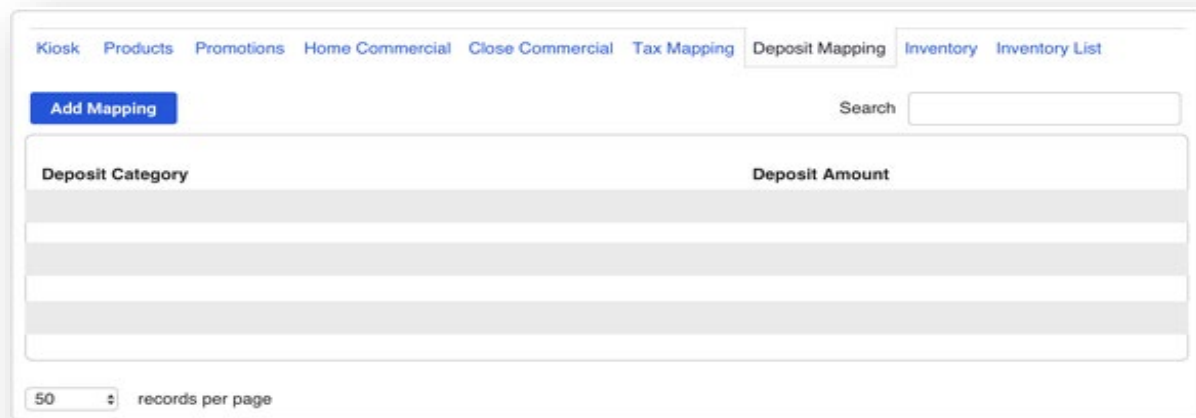 Kiosk Products Promotions Home Commercial Close Commercial Tax Mapping Deposit Mapping Inventory Inventory List
Add Mapping Search
Deposit Category Deposit Amount
50 records per page